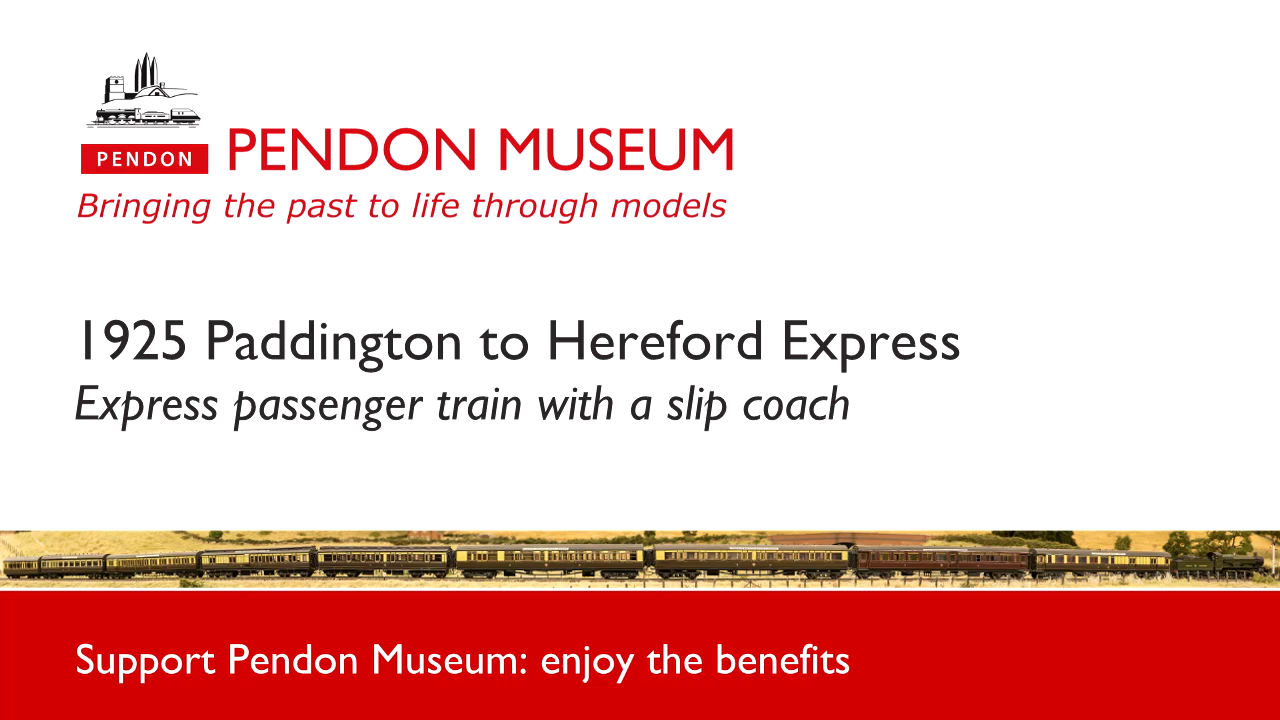 PENDON
PENDON MUSEUM
Bringing the past to life through models
1925 Paddington to Hereford Express
Express passenger train with a slip coach
Support Pendon Museum: enjoy the benefits